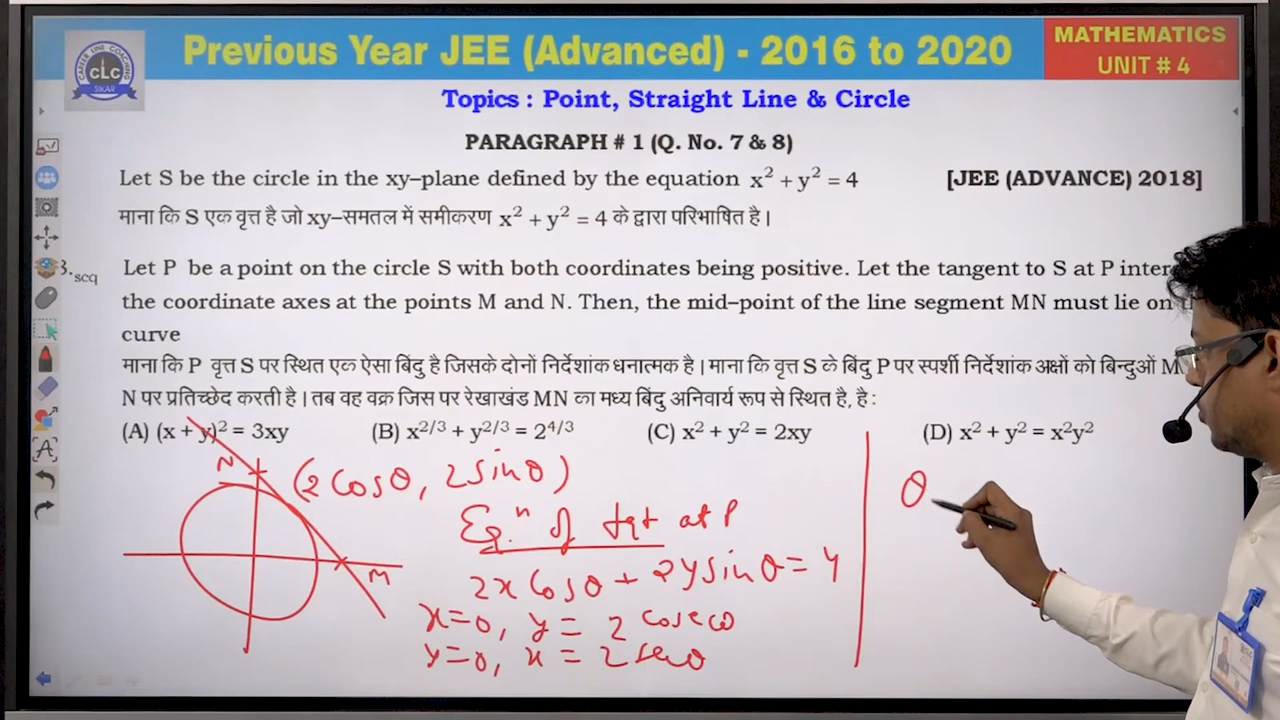 Previous Year JEE (Advanced) - 2016 to 2020
MATHEMATICS
UNIT # 4
CLC
SIKAR
Topics : Point, Straight Line & Circle
PARAGRAPH # 1 (Q. No. 7 & 8)
Let S be the circle in the xy–plane defined by the equation x² + y² = 4 [JEE (ADVANCE) 2018]
माना कि S एक वृत्त है जो xy–समतल में समीकरण x² + y² = 4 के द्वारा परिभाषित है।
3.scq Let P be a point on the circle S with both coordinates being positive. Let the tangent to S at P
the coordinate axes at the points M and N. Then, the mid–point of the line segment MN must lie on
curve
माना कि P वृत्त S पर स्थित एक ऐसा बिंदु है जिसके दोनों निर्देशांक धनात्मक है। माना कि वृत्त S के बिंदु P पर स्पर्शी निर्देशांक अक्षों को बिन्दुओं M
N पर प्रतिच्छेद करती है। तब वह वक्र जिस पर रेखाखंड MN का मध्य बिंदु अनिवार्य रूप से स्थित है, है :
(A) (x + y)² = 3xy (B) x^2/3 + y^2/3 = 2^4/3 (C) x² + y² = 2xy (D) x² + y² = x²y²
N (2 cosθ, 2 sinθ)
Eqⁿ of tgt at P
2x cosθ + 2y sinθ = 4
M
x=0, y = 2 cosecθ
y=0, x = 2 secθ
θ